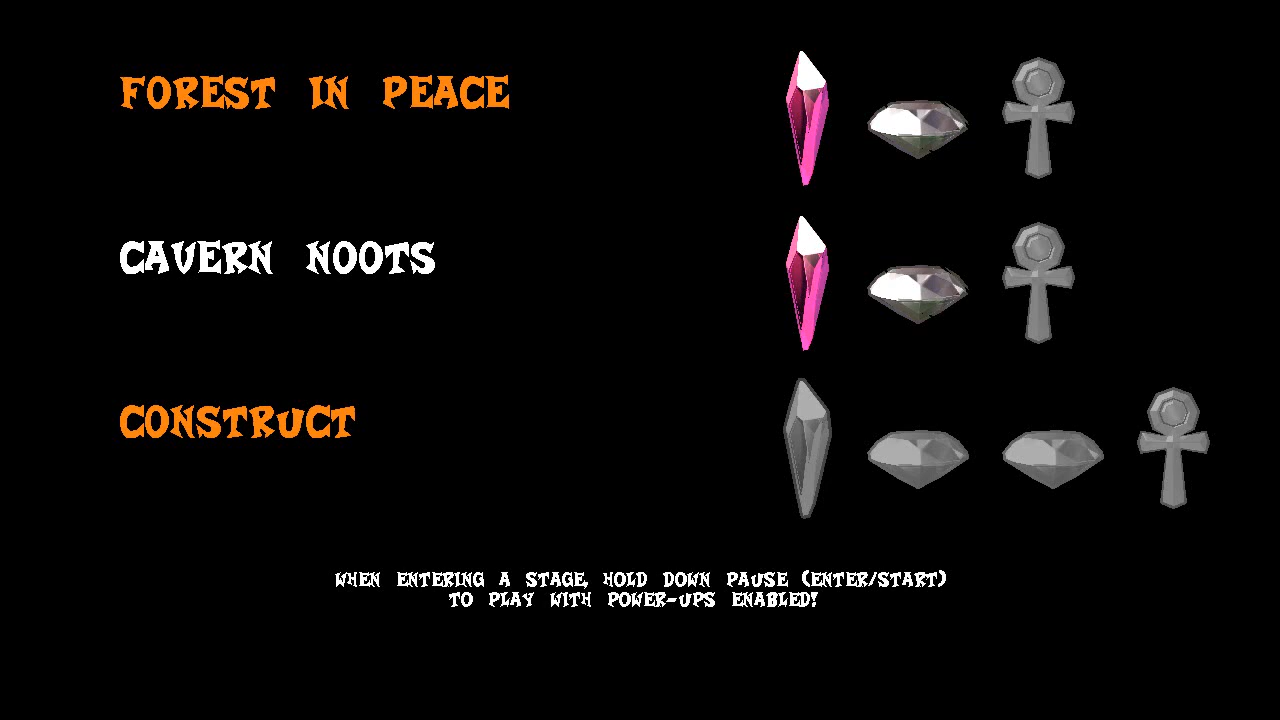 FOREST IN PEACE
CAVERN NOOTS
CONSTRUCT
WHEN ENTERING A STAGE, HOLD DOWN PAUSE (ENTER/START)
TO PLAY WITH POWER-UPS ENABLED!